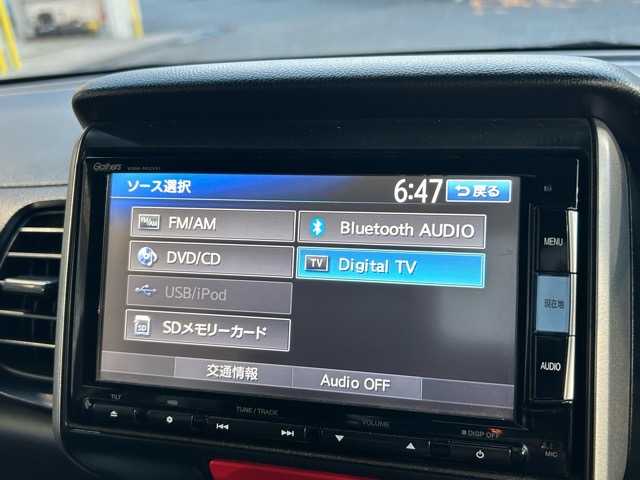 Gathers
ソース選択
6:47
戻る
FM/AM
Bluetooth AUDIO
DVD/CD
TV
Digital TV
USB/iPod
SD
SDメモリーカード
交通情報
Audio OFF
MENU
現在地
AUDIO
TILT
TUNE/TRACK
VOLUME
DISP OFF
MIC